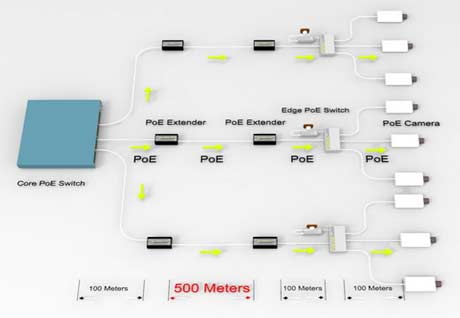 Edge PoE Switch
PoE Extender
PoE Extender
PoE Camera
PoE
PoE
PoE
PoE
Core PoE Switch
100 Meters
500 Meters
100 Meters
100 Meters